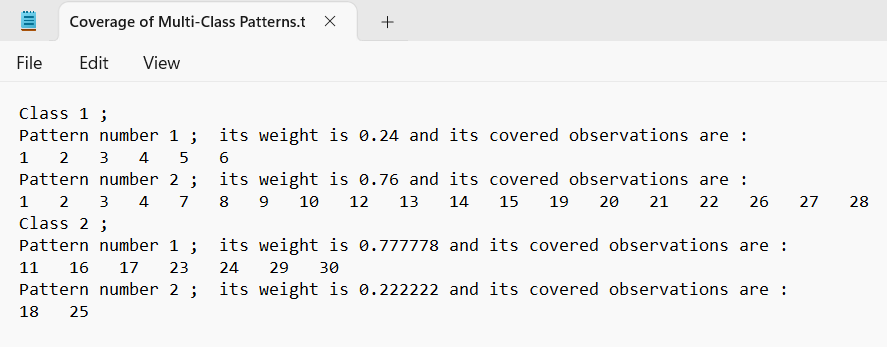 Coverage of Multi-Class Patterns.t
File Edit View
Class 1 ;
Pattern number 1 ;  its weight is 0.24 and its covered observations are :
1   2   3   4   5   6
Pattern number 2 ;  its weight is 0.76 and its covered observations are :
1   2   3   4   7   8   9   10   12   13   14   15   19   20   21   22   26   27   28
Class 2 ;
Pattern number 1 ;  its weight is 0.777778 and its covered observations are :
11   16   17   23   24   29   30
Pattern number 2 ;  its weight is 0.222222 and its covered observations are :
18   25